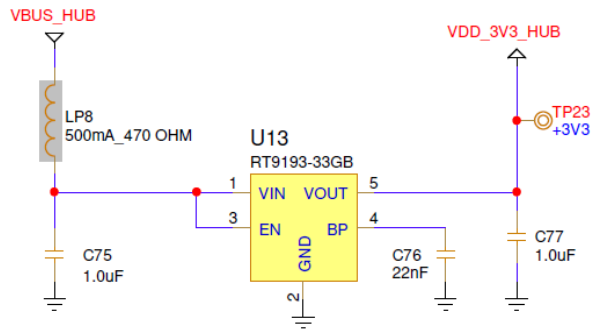 VBUS_HUB
VDD_3V3_HUB
LP8
500mA_470 OHM
TP23
+3V3
U13
RT9193-33GB
1
VIN
VOUT
5
3
EN
BP
4
GND
2
C75
1.0uF
C76
22nF
C77
1.0uF